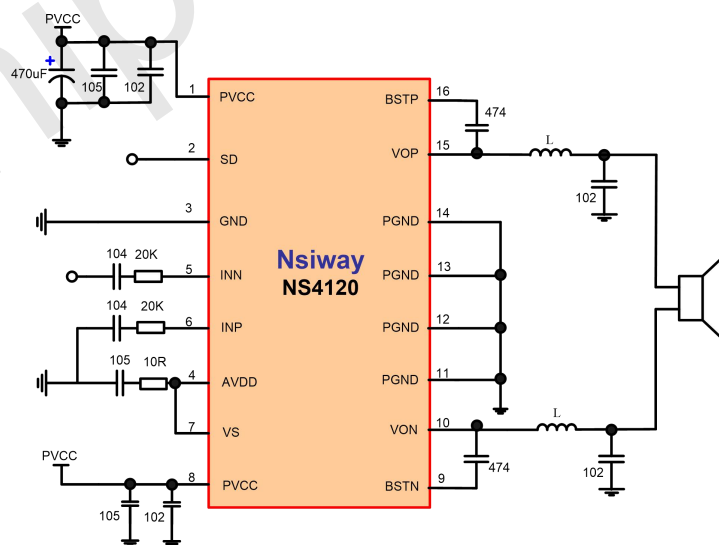 PVCC
470uF
105
102
1
PVCC
2
SD
3
GND
104
20K
5
INN
104
20K
6
INP
105
10R
4
AVDD
7
VS
PVCC
8
PVCC
105
102
Nsiway
NS4120
BSTP
16
474
VOP
15
L
102
PGND
14
PGND
13
PGND
12
PGND
11
VON
10
L
474
102
BSTN
9